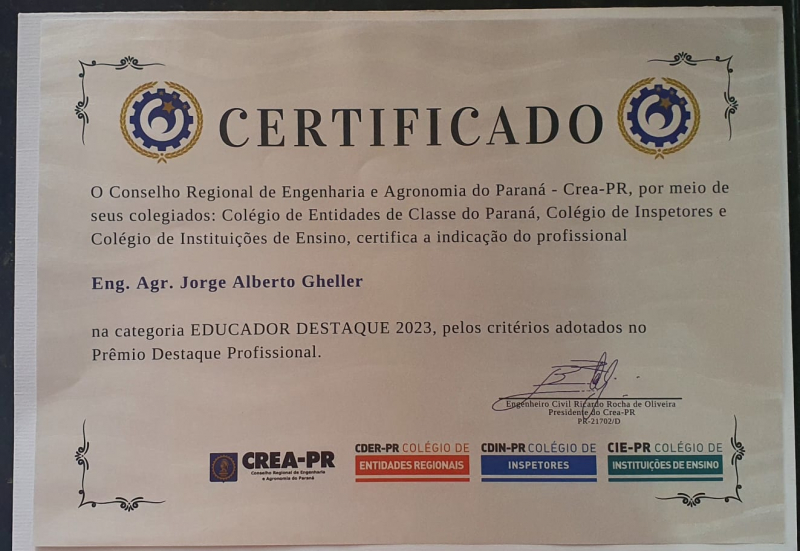 CERTIFICADO
O Conselho Regional de Engenharia e Agronomia do Paraná - Crea-PR, por meio de
seus colegiados: Colégio de Entidades de Classe do Paraná, Colégio de Inspetores e
Colégio de Instituições de Ensino, certifica a indicação do profissional
Eng. Agr. Jorge Alberto Gheller
na categoria EDUCADOR DESTAQUE 2023, pelos critérios adotados no
Prêmio Destaque Profissional.
Engenheiro Civil Ricardo Rocha de Oliveira
Presidente do Crea-PR
PR-21702/D
CREA-PR
Conselho Regional de Engenharia
e Agronomia do Paraná
CDER-PR COLÉGIO DE
ENTIDADES REGIONAIS
CDIN-PR COLÉGIO DE
INSPETORES
CIE-PR COLÉGIO DE
INSTITUIÇÕES DE ENSINO